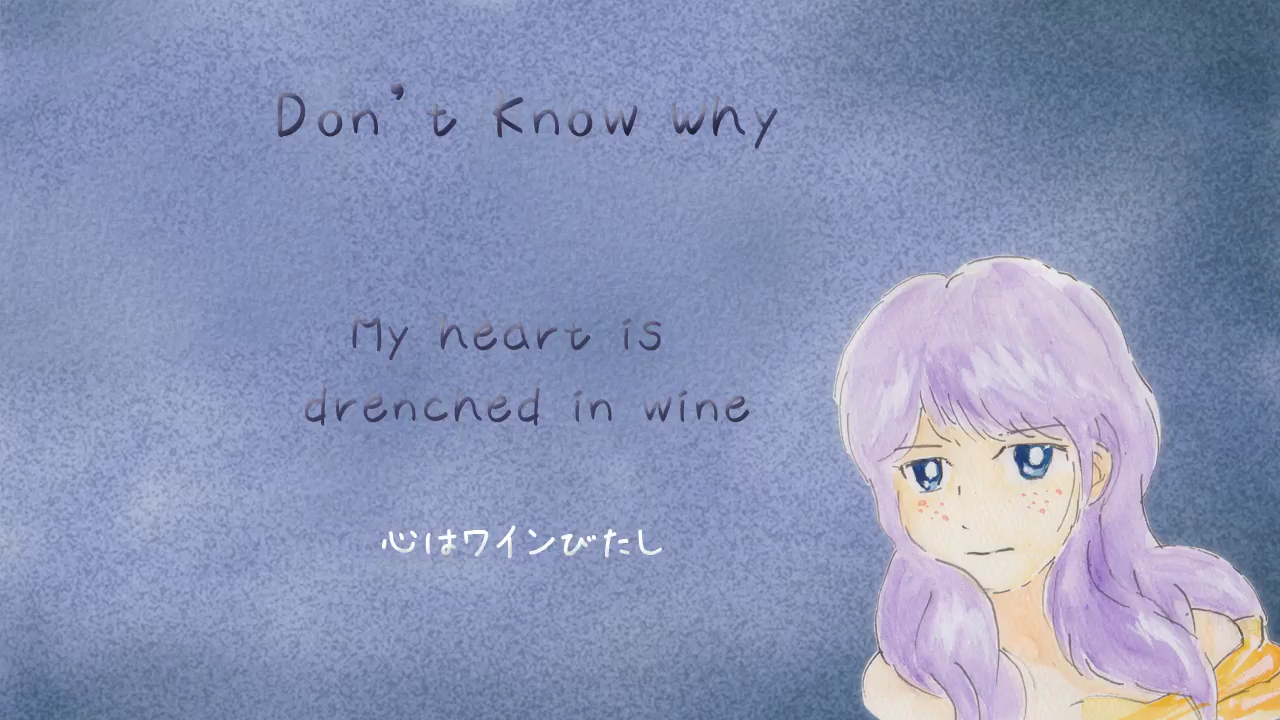 Don't Know why
My heart is
drenched in wine
心はワインびたし